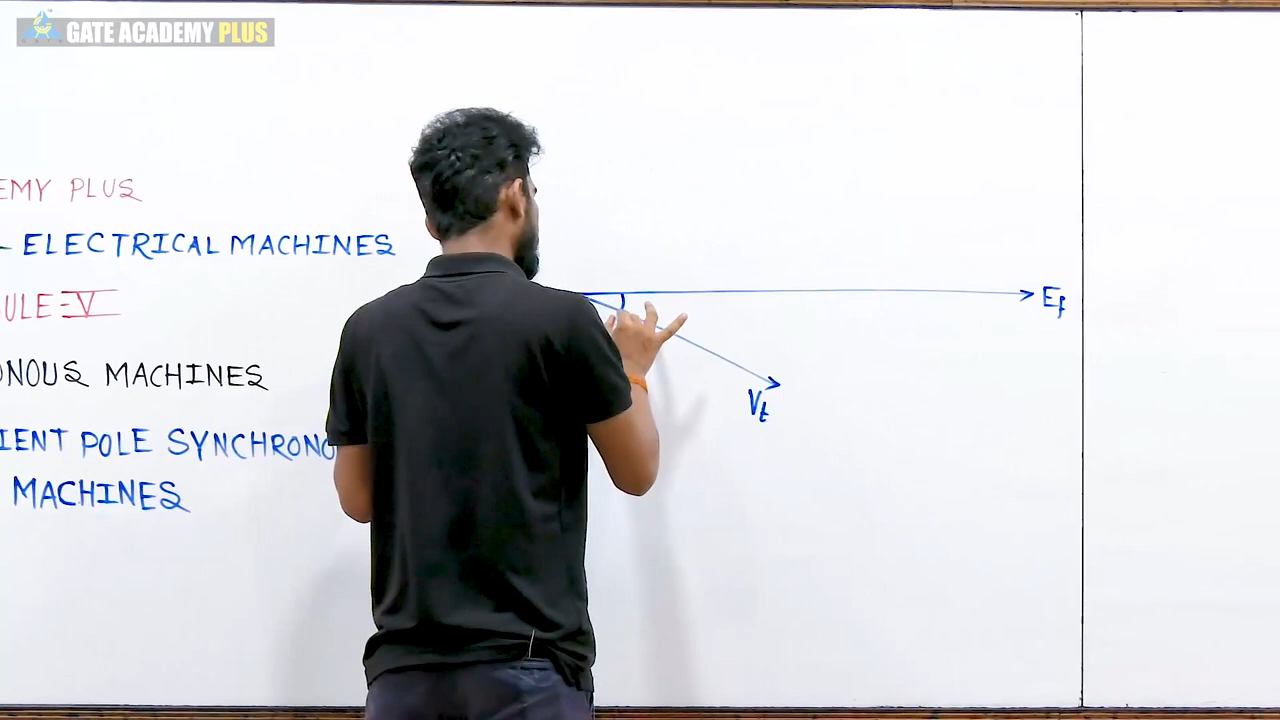 GATE ACADEMY PLUS
EMY PLUS
- ELECTRICAL MACHINES
ULE-V
ONOUS MACHINES
IENT POLE SYNCHRONO
MACHINES
Ef
Vt